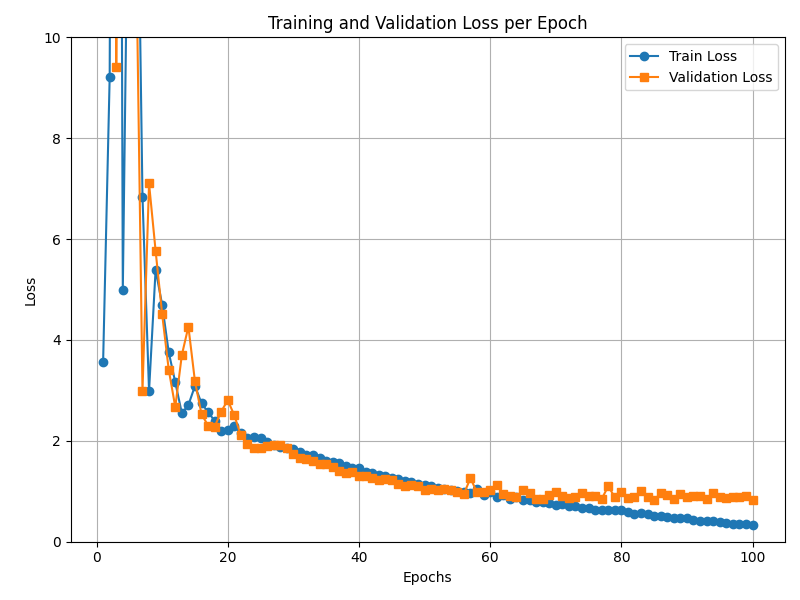 Training and Validation Loss per Epoch
Train Loss
Validation Loss
Loss
10
8
6
4
2
0
0 20 40 60 80 100
Epochs